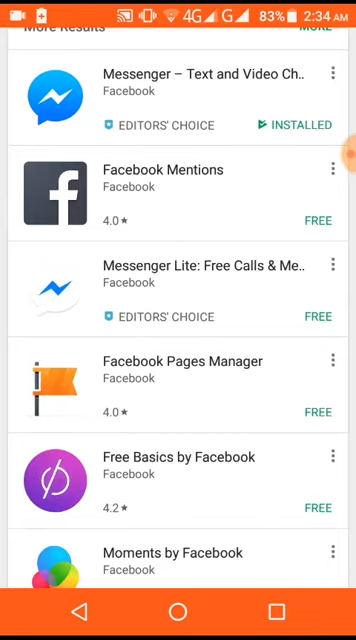 4G G 83% 2:34 AM
More Results MORE
Messenger – Text and Video Ch..
Facebook
EDITORS' CHOICE INSTALLED
Facebook Mentions
Facebook
4.0★ FREE
Messenger Lite: Free Calls & Me..
Facebook
EDITORS' CHOICE FREE
Facebook Pages Manager
Facebook
4.0★ FREE
Free Basics by Facebook
Facebook
4.2★ FREE
Moments by Facebook
Facebook